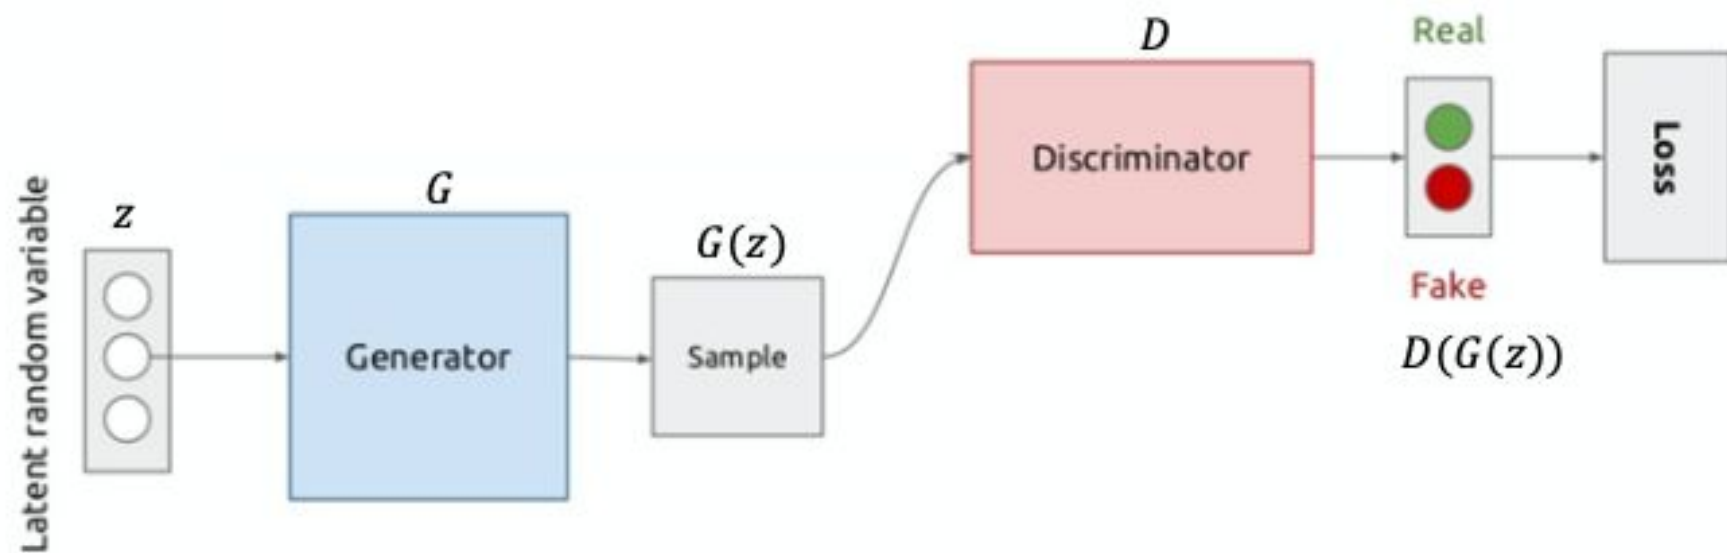 Latent random variable
z
G
Generator
G(z)
Sample
D
Discriminator
Real
Fake
D(G(z))
Loss